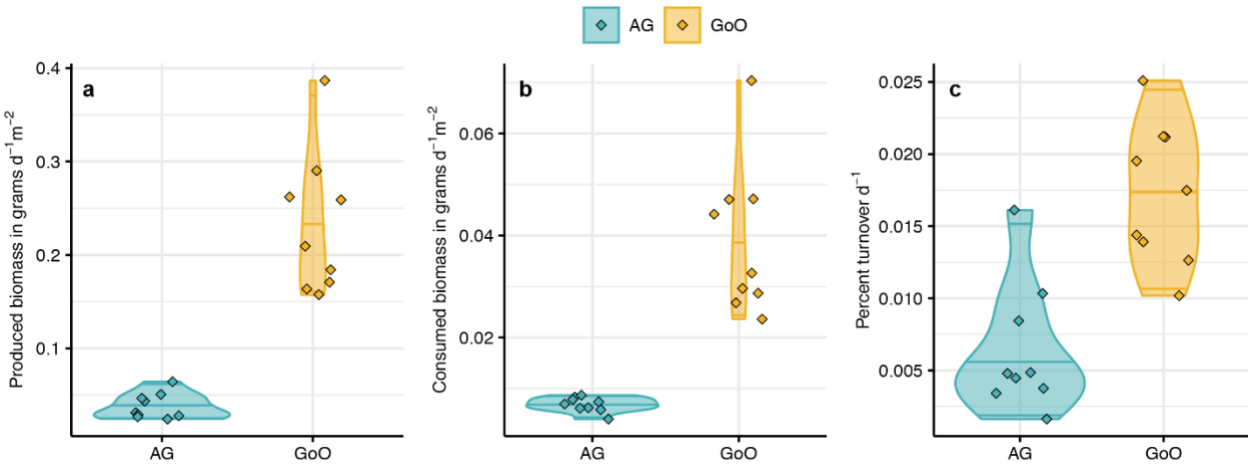 AG GoO
a
Produced biomass in grams d⁻¹m⁻²
0.4
0.3
0.2
0.1
AG GoO
b
Consumed biomass in grams d⁻¹m⁻²
0.06
0.04
0.02
AG GoO
c
Percent turnover d⁻¹
0.025
0.020
0.015
0.010
0.005
AG GoO